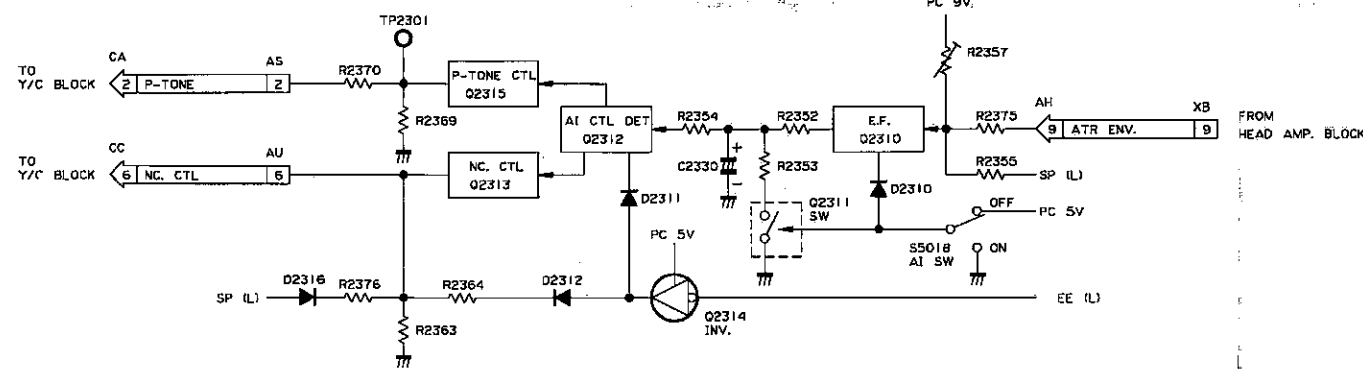 PC 9V
TP2301
R2357
CA
AS
R2370
P-TONE CTL
Q2315
TO
Y/C BLOCK
2 P-TONE 2
R2369
AI CTL DET
Q2312
R2354
R2352
E.F.
Q2310
R2375
AH
XB
9 ATR ENV. 9
FROM
HEAD AMP. BLOCK
TO
Y/C BLOCK
CC
AU
6 NC. CTL 6
NC. CTL
Q2313
C2330
+
-
R2353
R2355
SP (L)
D2310
D2311
Q2311
SW
OFF
PC 5V
PC 5V
S5018
AI SW
ON
D2316
R2376
R2364
D2312
SP (L)
EE (L)
Q2314
INV.
R2363